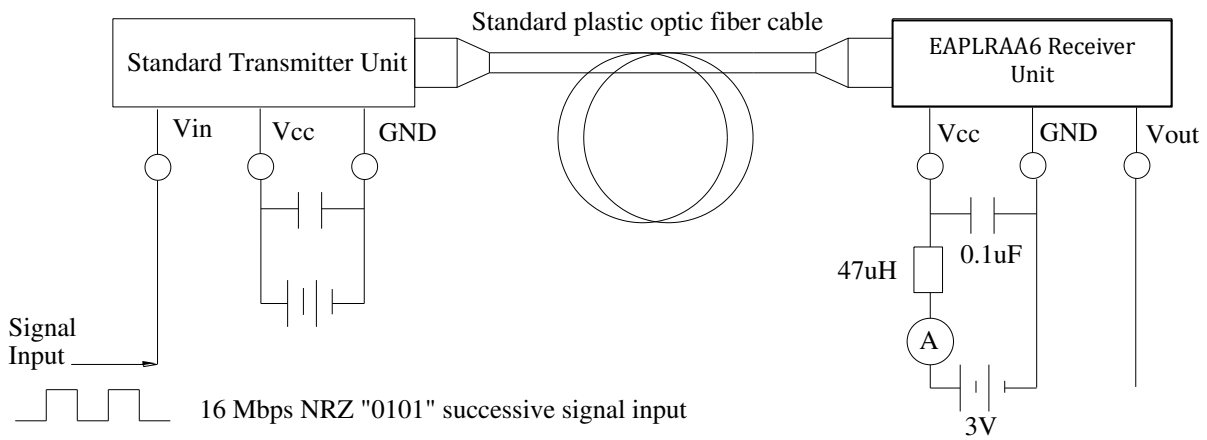 Standard plastic optic fiber cable
Standard Transmitter Unit
EAPLRAA6 Receiver
Unit
Vin
Vcc
GND
Vcc
GND
Vout
47uH
0.1uF
A
3V
Signal
Input
16 Mbps NRZ "0101" successive signal input